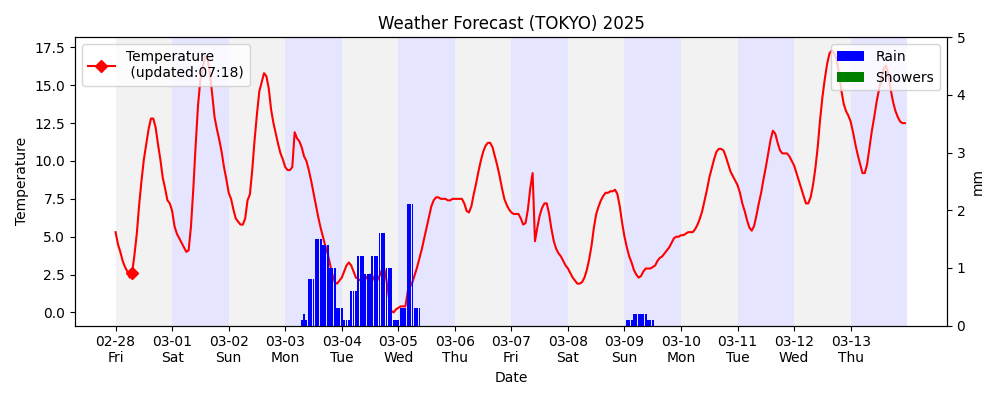 Weather Forecast (TOKYO) 2025
Temperature
(updated:07:18)
Rain
Showers
17.5
15.0
12.5
10.0
7.5
5.0
2.5
0.0
Temperature
5
4
3
2
1
0
mm
02-28 03-01 03-02 03-03 03-04 03-05 03-06 03-07 03-08 03-09 03-10 03-11 03-12 03-13
Fri Sat Sun Mon Tue Wed Thu Fri Sat Sun Mon Tue Wed Thu
Date